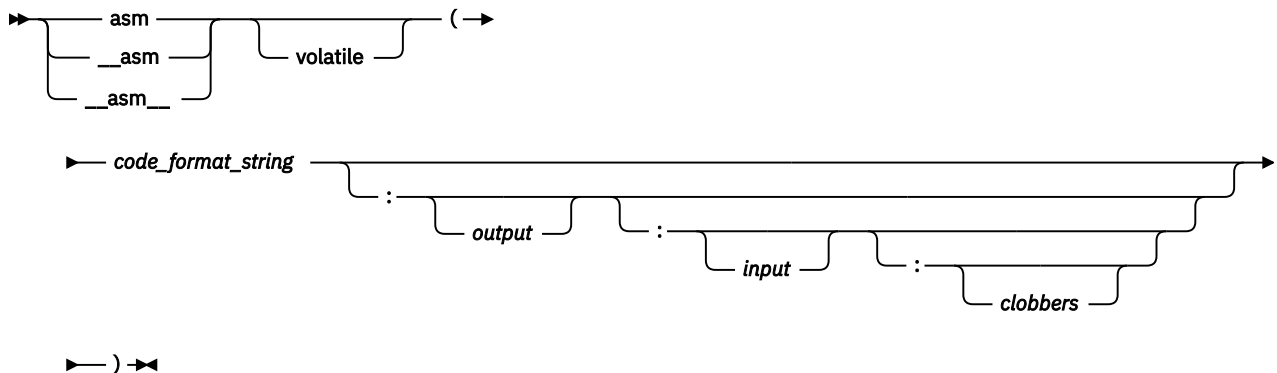 asm (
__asm volatile
__asm__
code_format_string
:
output :
input :
clobbers
)